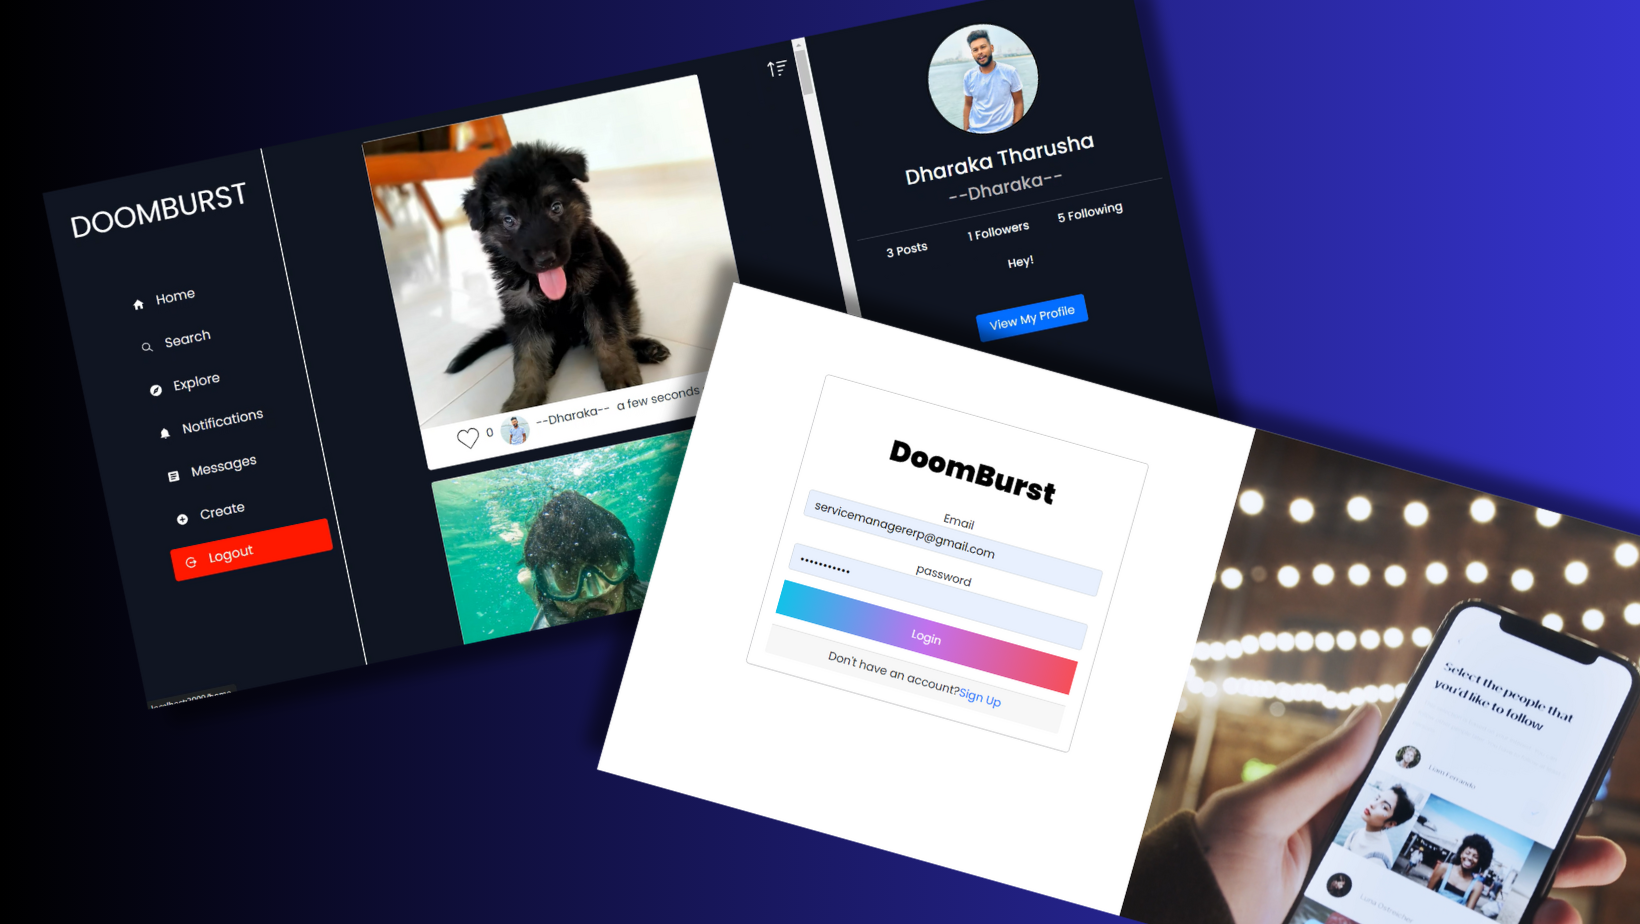 DOOMBURST
Home
Search
Explore
Notifications
Messages
Create
Logout
0 --Dharaka-- a few seconds
Dharaka Tharusha
--Dharaka--
3 Posts 1 Followers 5 Following
Hey!
View My Profile
DoomBurst
Email
servicemanagererp@gmail.com
password
Login
Don't have an account?Sign Up
Select the people that
you'd like to follow